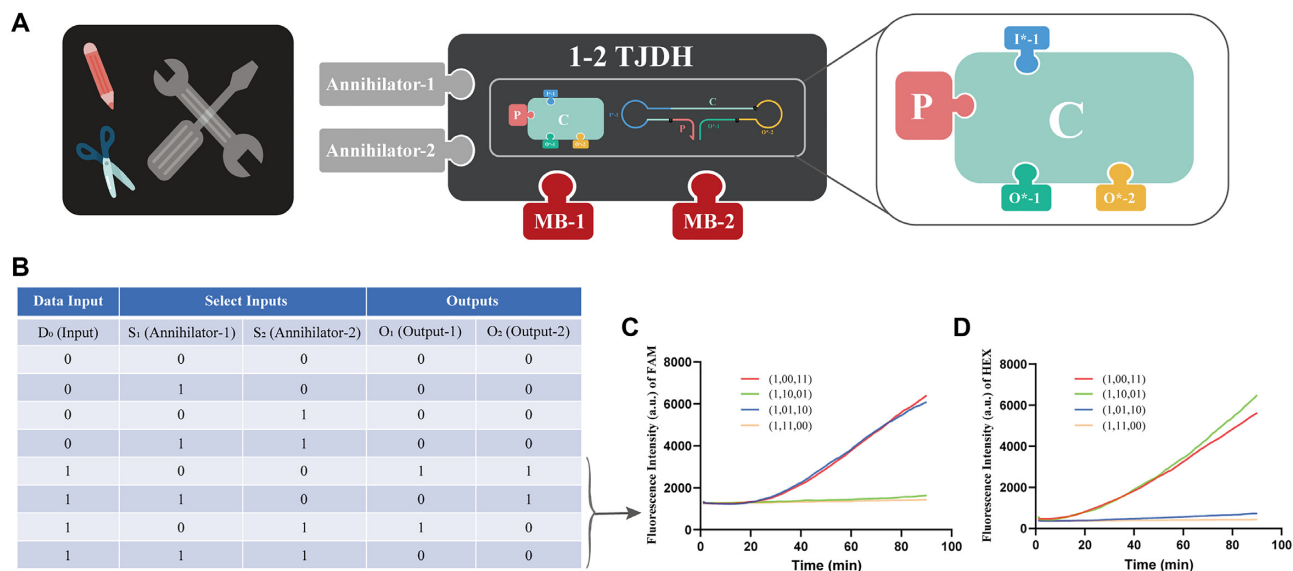 A
Annihilator-1
Annihilator-2
1-2 TJDH
I*-1
P
C
O*-1
O*-2
I*-1
C
P
O*-1
O*-2
MB-1
MB-2
I*-1
P
C
O*-1
O*-2
B
Data Input Select Inputs Outputs
D₀ (Input) S₁ (Annihilator-1) S₂ (Annihilator-2) O₁ (Output-1) O₂ (Output-2)
0 0 0 0 0
0 1 0 0 0
0 0 1 0 0
0 1 1 0 0
1 0 0 1 1
1 1 0 0 1
1 0 1 1 0
1 1 1 0 0
C
Fluorescence Intensity (a.u.) of FAM
8000
6000
4000
2000
0
(1,00,11)
(1,10,01)
(1,01,10)
(1,11,00)
0 20 40 60 80 100
Time (min)
D
Fluorescence Intensity (a.u.) of HEX
8000
6000
4000
2000
0
(1,00,11)
(1,10,01)
(1,01,10)
(1,11,00)
0 20 40 60 80 100
Time (min)